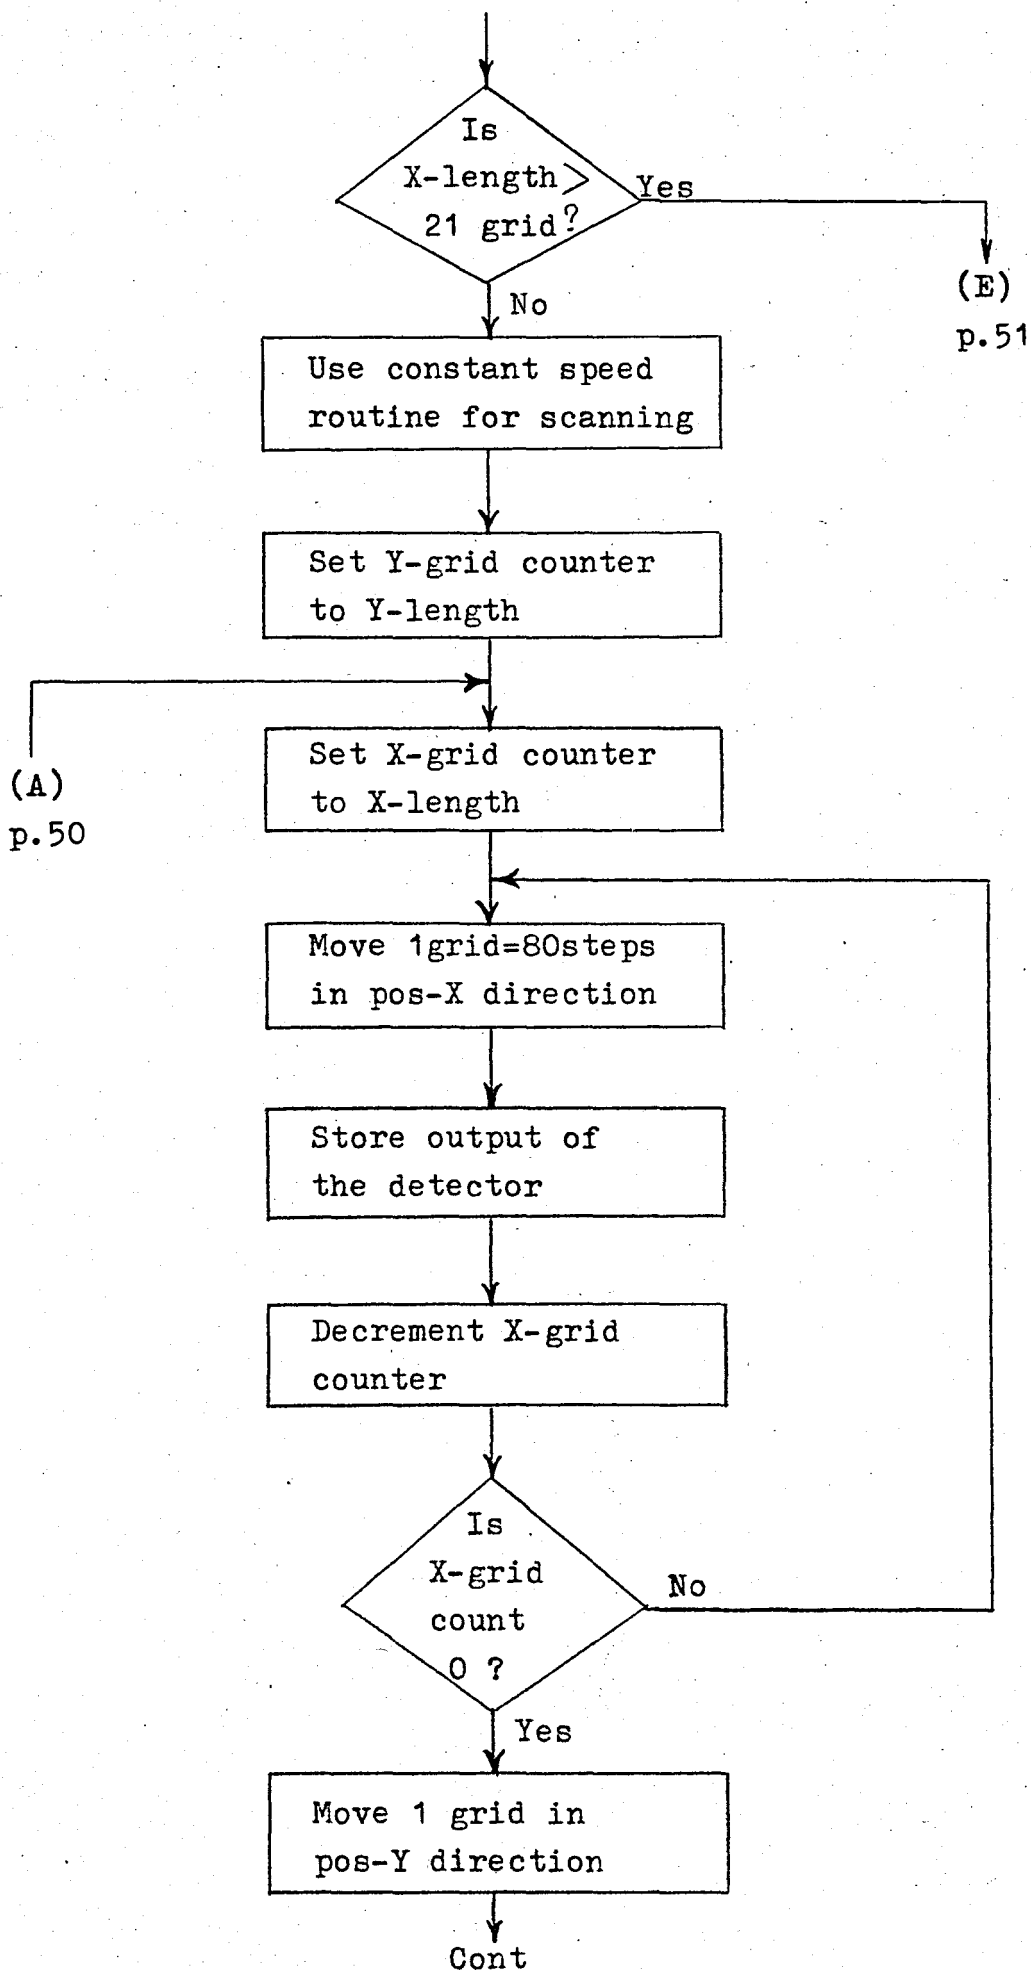 Is
X-length>
21 grid?
Yes
(E)
p.51
No
Use constant speed
routine for scanning
Set Y-grid counter
to Y-length
Set X-grid counter
to X-length
(A)
p.50
Move 1grid=80steps
in pos-X direction
Store output of
the detector
Decrement X-grid
counter
Is
X-grid
count
0 ?
No
Yes
Move 1 grid in
pos-Y direction
Cont